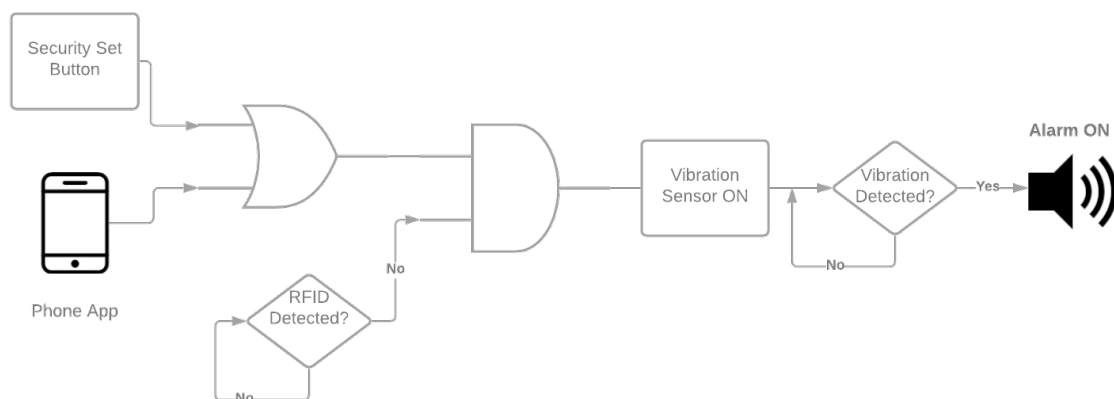 Security Set
Button
Phone App
RFID
Detected?
No
No
Vibration
Sensor ON
Vibration
Detected?
No
Yes
Alarm ON